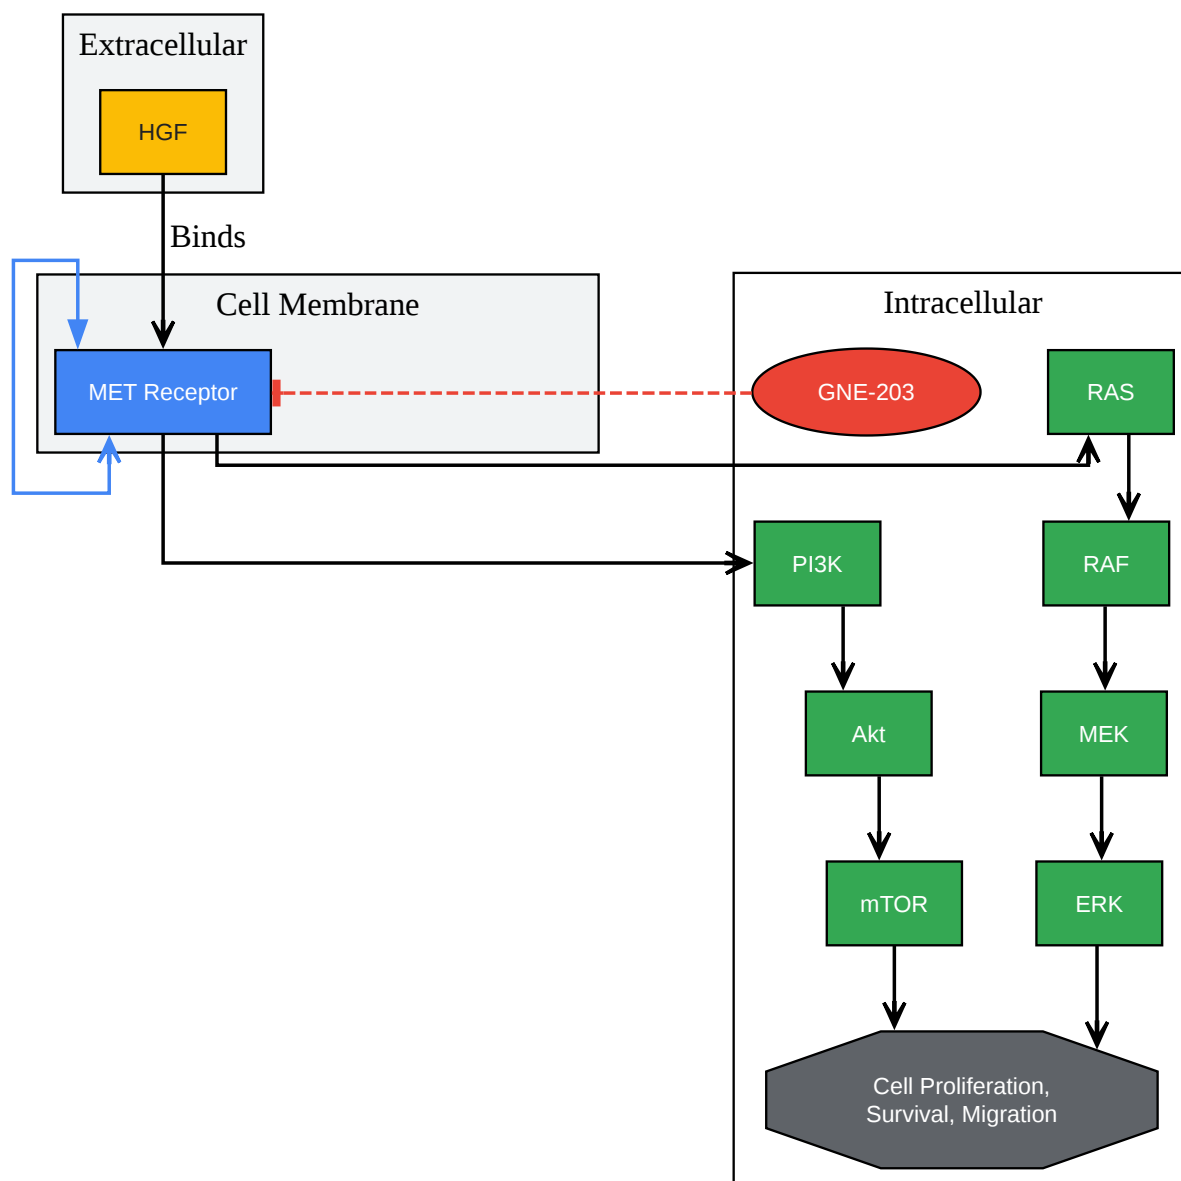 Extracellular
HGF
Binds
Cell Membrane
Intracellular
MET Receptor
GNE-203
RAS
PI3K
RAF
Akt
MEK
mTOR
ERK
Cell Proliferation,
Survival, Migration